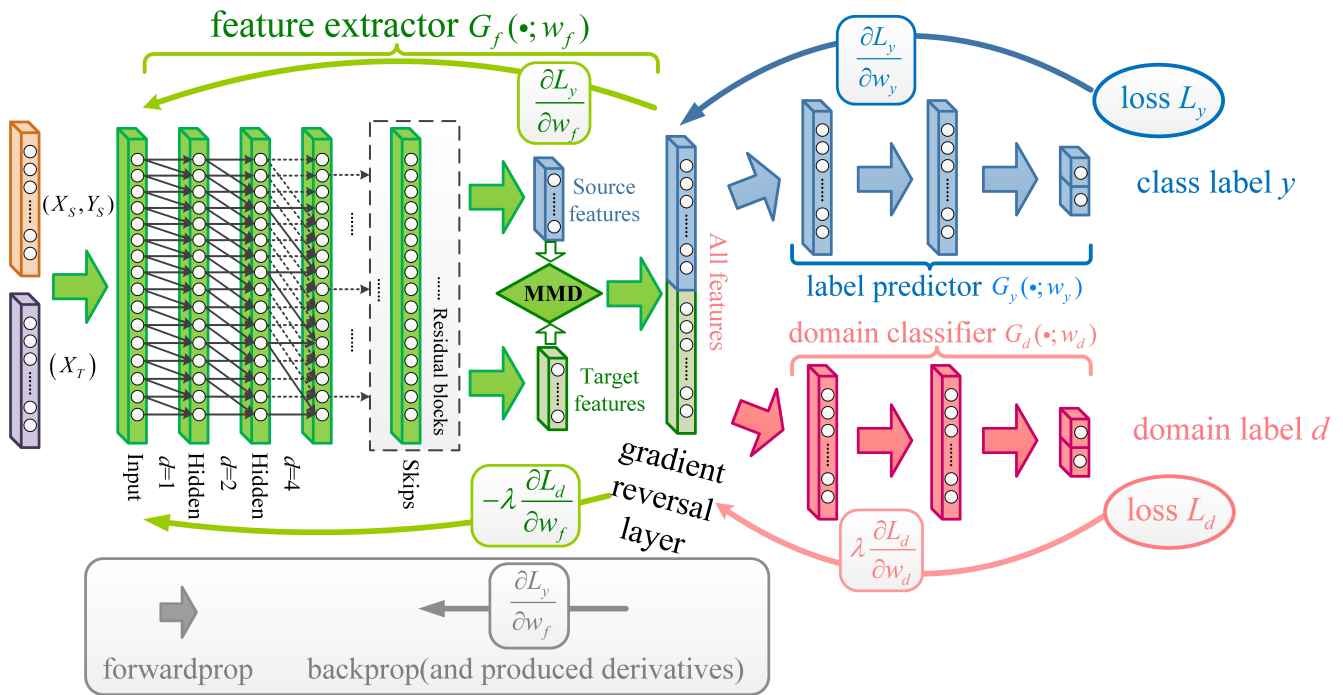 feature extractor G_f(•; w_f)
∂L_y
∂w_f
∂L_y
∂w_y
loss L_y
(X_S, Y_S)
(X_T)
Input
d=1
Hidden
d=2
Hidden
d=4
Skips
Residual blocks
Source
features
MMD
Target
features
All features
class label y
label predictor G_y(•; w_y)
domain classifier G_d(•; w_d)
domain label d
loss L_d
gradient
reversal
layer
−λ ∂L_d
∂w_f
λ ∂L_d
∂w_d
∂L_y
∂w_f
forwardprop
backprop(and produced derivatives)